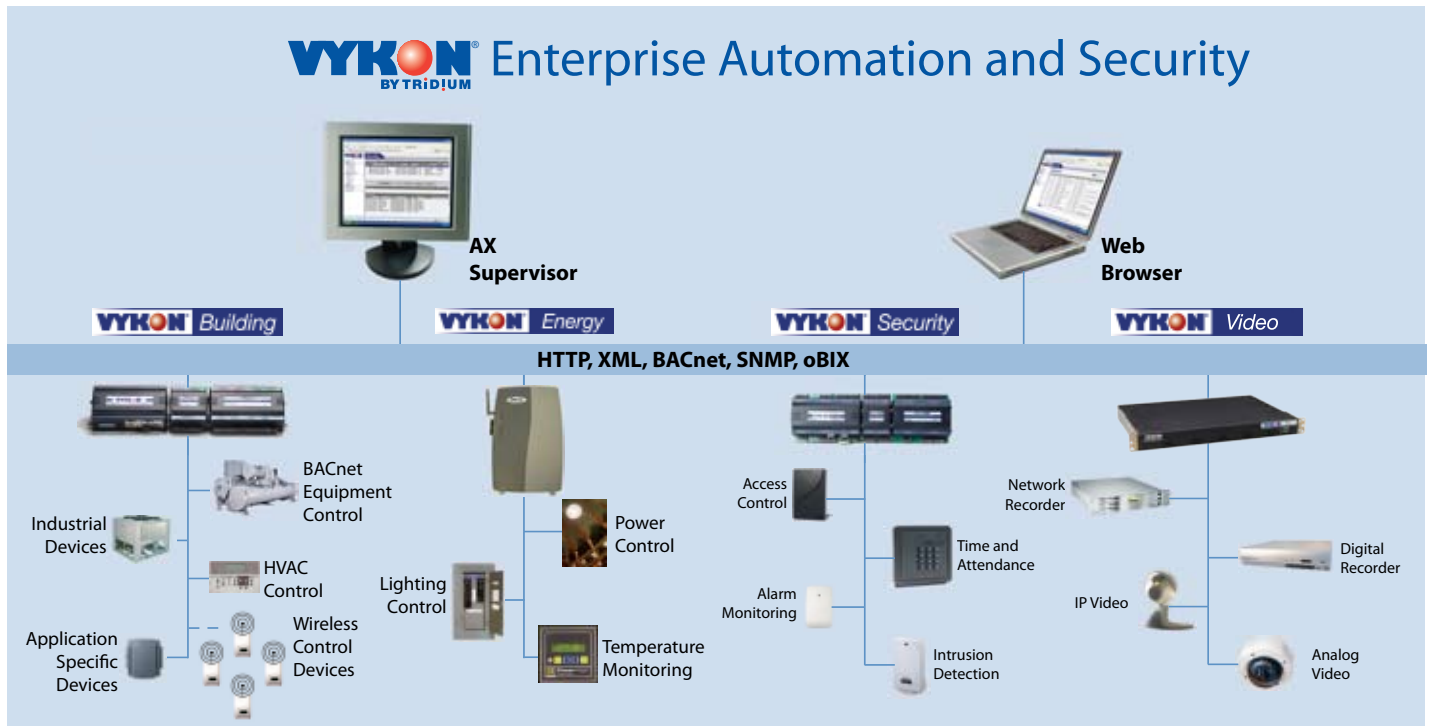 VYKON® Enterprise Automation and Security
BY TRiD!UM
AX
Supervisor
Web
Browser
VYKON Building
VYKON Energy
VYKON Security
VYKON Video
HTTP, XML, BACnet, SNMP, oBIX
BACnet
Equipment
Control
Industrial
Devices
HVAC
Control
Application
Specific
Devices
Wireless
Control
Devices
Power
Control
Lighting
Control
Temperature
Monitoring
Access
Control
Time and
Attendance
Alarm
Monitoring
Intrusion
Detection
Network
Recorder
Digital
Recorder
IP Video
Analog
Video